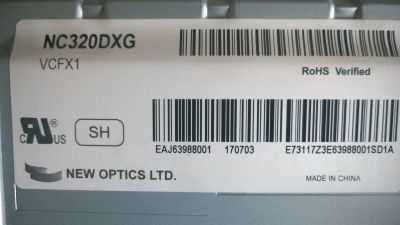 NC320DXG
VCFX1
RoHS Verified
C US
SH
EAJ63988001 170703 E73117Z3E63988001SD1A
NEW OPTICS LTD.
MADE IN CHINA